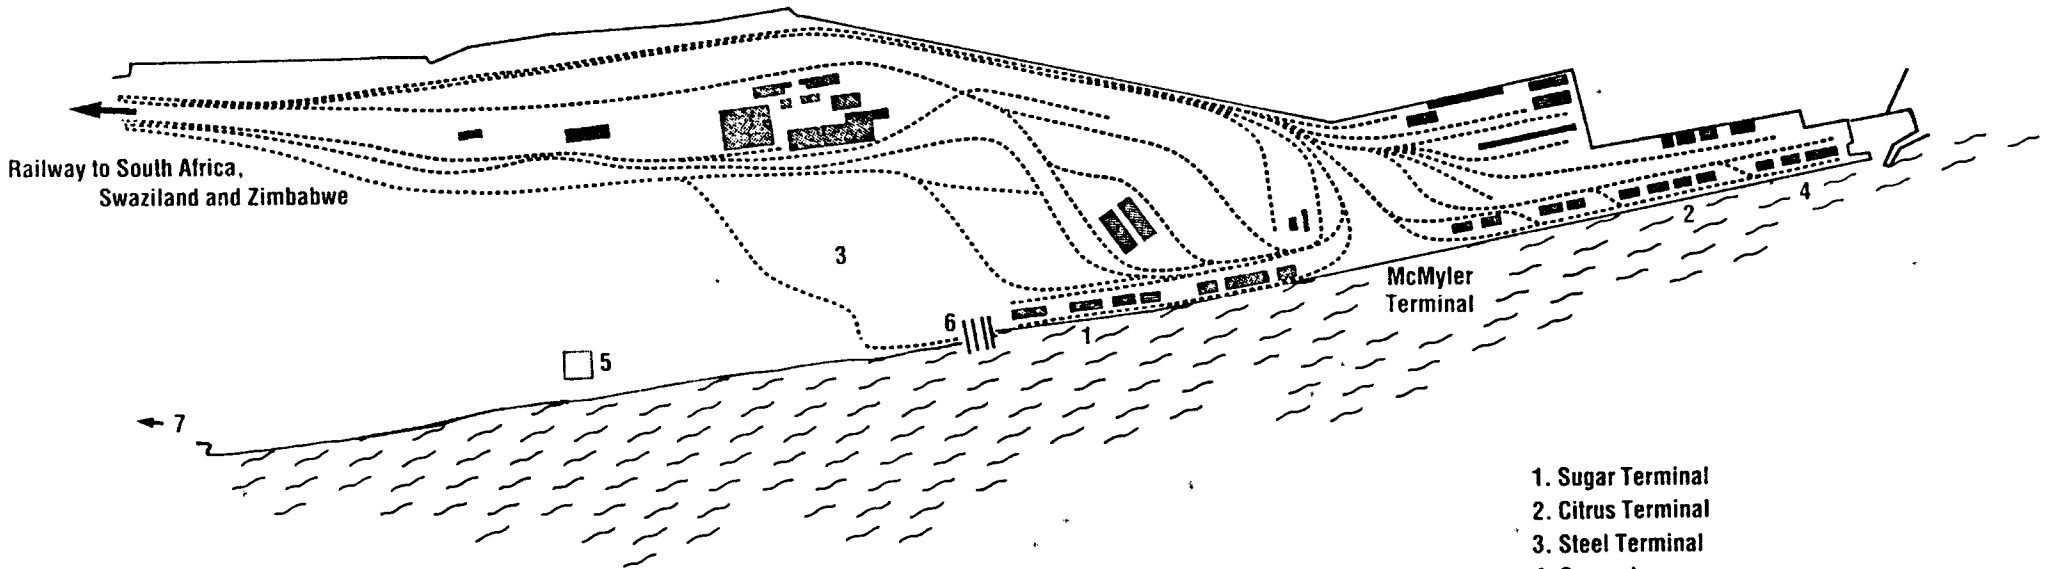 Railway to South Africa,
Swaziland and Zimbabwe
3
6
1
McMyler
Terminal
2
4
5
7
1. Sugar Terminal
2. Citrus Terminal
3. Steel Terminal